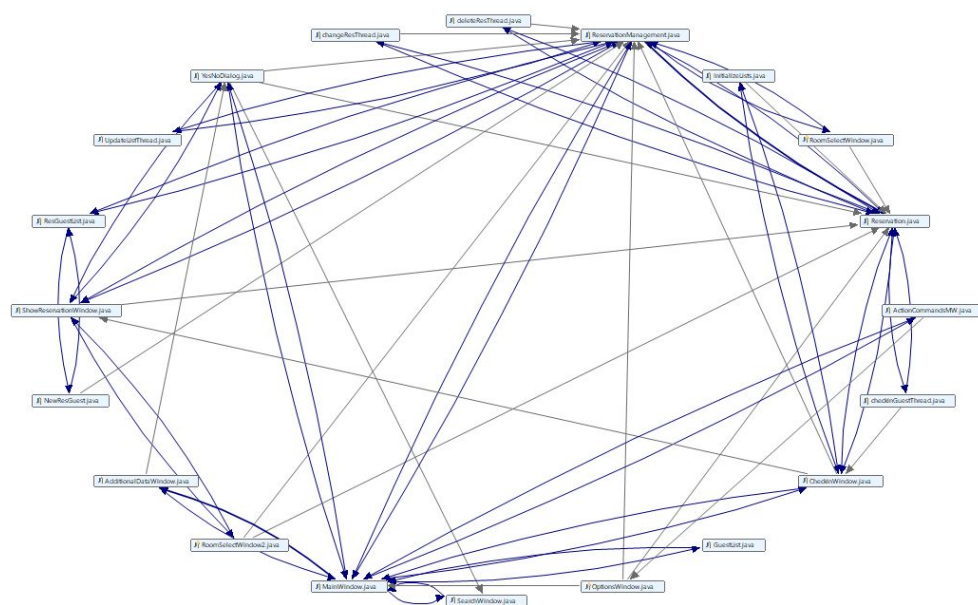 deleteResThread.java
changeResThread.java
ReservationManagement.java
YesNoDialog.java
InitializeLists.java
UpdateListThread.java
RoomSelectWindow.java
ResGuestList.java
Reservation.java
ShowReservationWindow.java
ActionCommandsMW.java
NewResGuest.java
checkInGuestThread.java
AdditionalDataWindow.java
CheckInWindow.java
RoomSelectWindow2.java
GuestList.java
MainWindow.java
OptionsWindow.java
SearchWindow.java